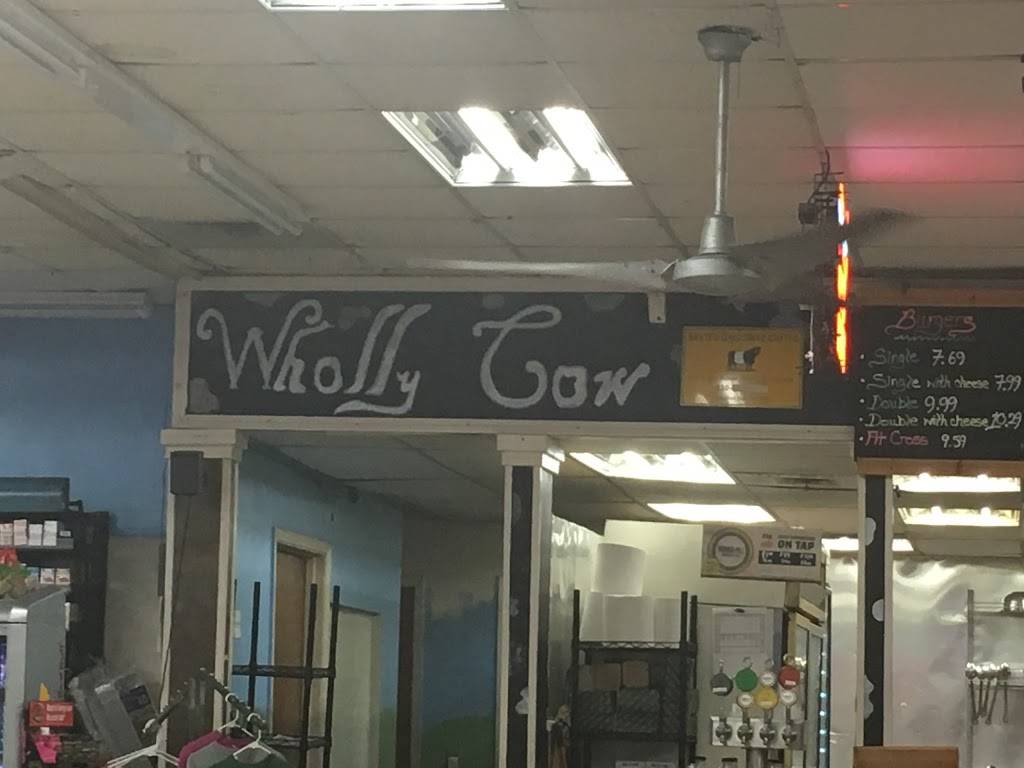 Wholly Cow
Burgers
• Single 7.69
• Single with cheese 7.99
• Double 9.99
• Double with cheese 10.29
• Fit Cross 9.59
ON TAP